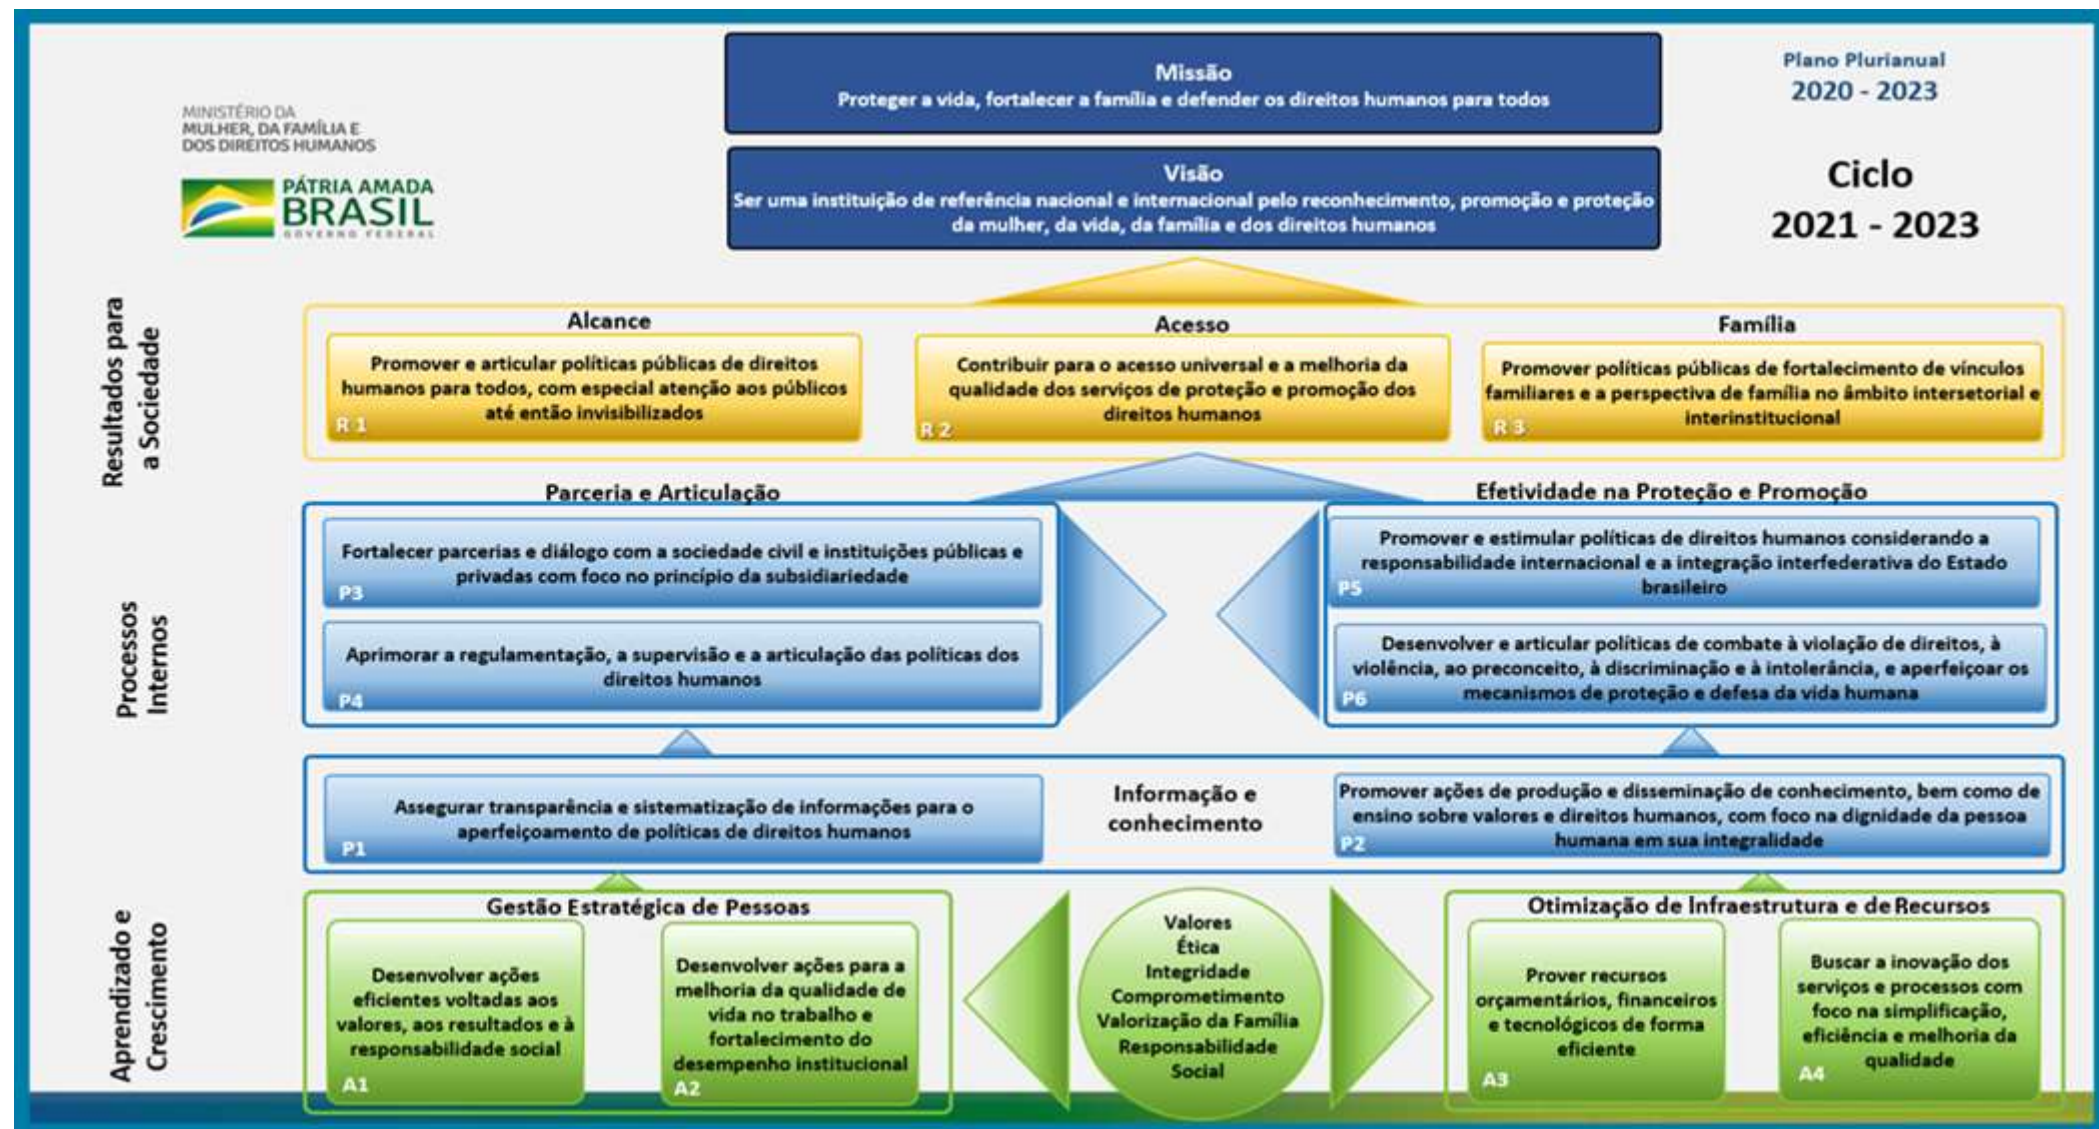 MINISTÉRIO DA
MULHER, DA FAMÍLIA E
DOS DIREITOS HUMANOS
PÁTRIA AMADA
BRASIL
GOVERNO FEDERAL
Missão
Proteger a vida, fortalecer a família e defender os direitos humanos para todos
Visão
Ser uma instituição de referência nacional e internacional pelo reconhecimento, promoção e proteção
da mulher, da vida, da família e dos direitos humanos
Plano Plurianual
2020 - 2023
Ciclo
2021 - 2023
Resultados para
a Sociedade
Alcance
Promover e articular políticas públicas de direitos
humanos para todos, com especial atenção aos públicos
até então invisibilizados
R 1
Acesso
Contribuir para o acesso universal e a melhoria da
qualidade dos serviços de proteção e promoção dos
direitos humanos
R 2
Família
Promover políticas públicas de fortalecimento de vínculos
familiares e a perspectiva de família no âmbito intersetorial e
interinstitucional
R 3
Processos
Internos
Parceria e Articulação
Fortalecer parcerias e diálogo com a sociedade civil e instituições públicas e
privadas com foco no princípio da subsidiariedade
P3
Aprimorar a regulamentação, a supervisão e a articulação das políticas dos
direitos humanos
P4
Efetividade na Proteção e Promoção
Promover e estimular políticas de direitos humanos considerando a
responsabilidade internacional e a integração interfederativa do Estado
brasileiro
P5
Desenvolver e articular políticas de combate à violação de direitos, à
violência, ao preconceito, à discriminação e à intolerância, e aperfeiçoar os
mecanismos de proteção e defesa da vida humana
P6
Assegurar transparência e sistematização de informações para o
aperfeiçoamento de políticas de direitos humanos
P1
Informação e
conhecimento
Promover ações de produção e disseminação de conhecimento, bem como de
ensino sobre valores e direitos humanos, com foco na dignidade da pessoa
humana em sua integralidade
P2
Aprendizado e
Crescimento
Gestão Estratégica de Pessoas
Desenvolver ações
eficientes voltadas aos
valores, aos resultados e à
responsabilidade social
A1
Desenvolver ações para a
melhoria da qualidade de
vida no trabalho e
fortalecimento do
desempenho institucional
A2
Valores
Ética
Integridade
Comprometimento
Valorização da Família
Responsabilidade
Social
Otimização de Infraestrutura e de Recursos
Prover recursos
orçamentários, financeiros
e tecnológicos de forma
eficiente
A3
Buscar a inovação dos
serviços e processos com
foco na simplificação,
eficiência e melhoria da
qualidade
A4